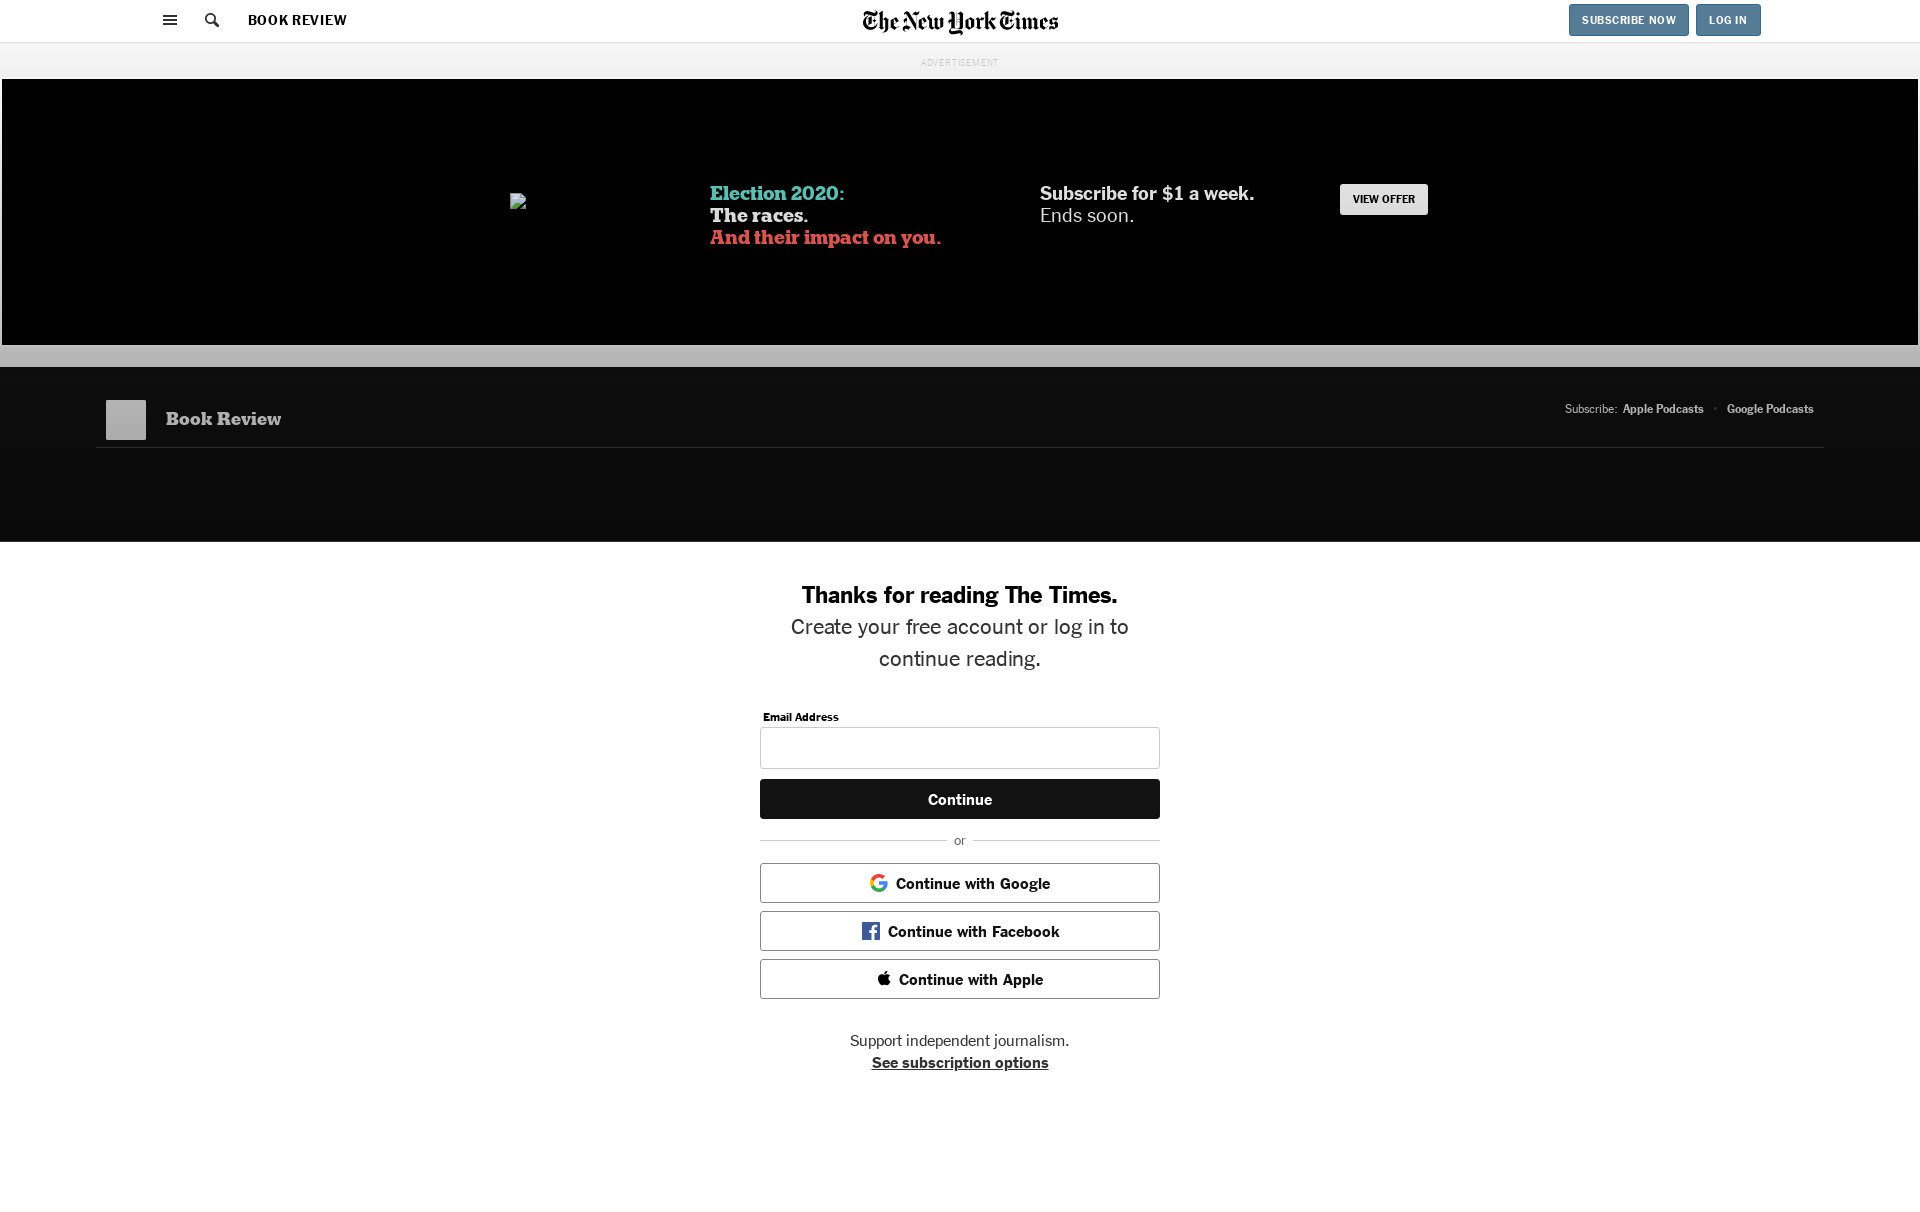 BOOK REVIEW
The New York Times
SUBSCRIBE NOW
LOG IN
ADVERTISEMENT
Election 2020:
The races.
And their impact on you.
Subscribe for $1 a week.
Ends soon.
VIEW OFFER
Book Review
Subscribe: Apple Podcasts • Google Podcasts
Thanks for reading The Times.
Create your free account or log in to
continue reading.
Email Address
Continue
or
Continue with Google
Continue with Facebook
Continue with Apple
Support independent journalism.
See subscription options